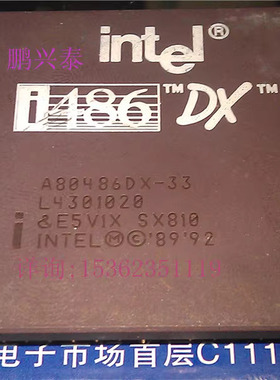 鹏兴泰
intel®
i486™ DX™
A80486DX-33
L4301020
i &E5VIX SX810
INTEL Ⓜ © '89 '92
详询:15362351119
电子市场首层C111